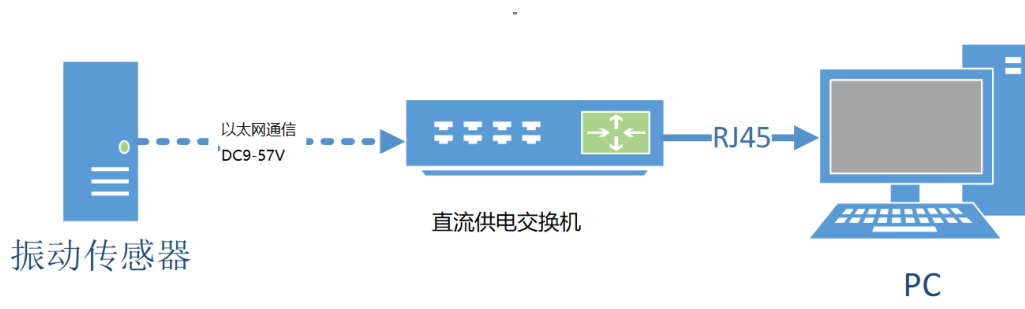 以太网通信
DC9-57V
RJ45
直流供电交换机
振动传感器
PC